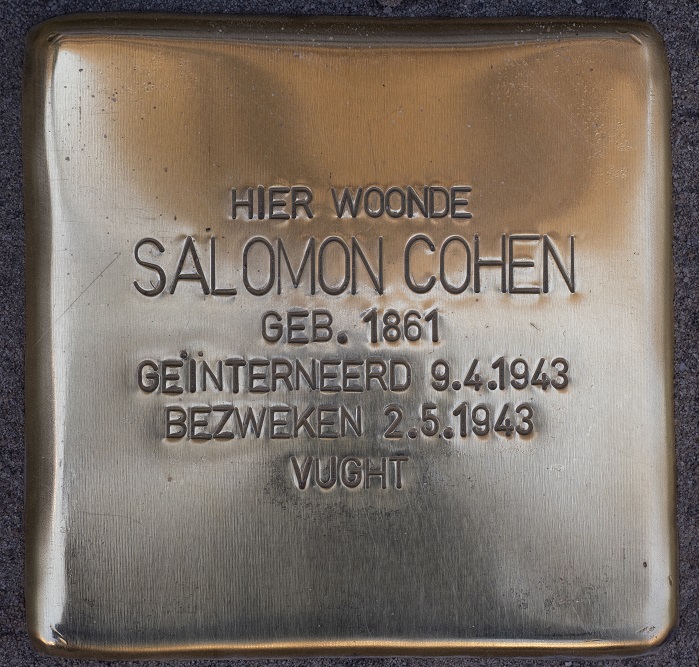 HIER WOONDE
SALOMON COHEN
GEB. 1861
GEÏNTERNEERD 9.4.1943
BEZWEKEN 2.5.1943
VUGHT